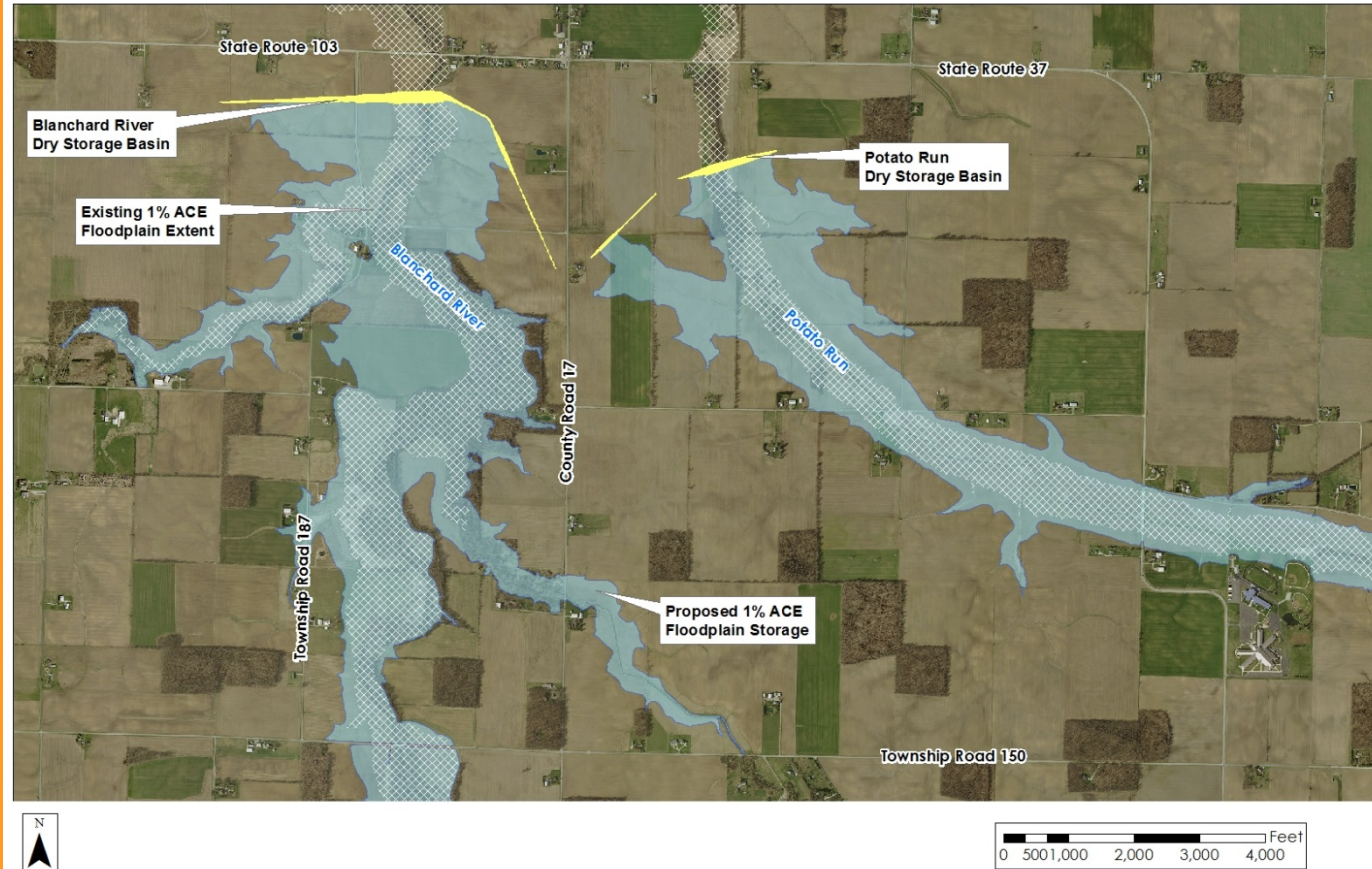 State Route 103
State Route 37
Blanchard River
Dry Storage Basin
Potato Run
Dry Storage Basin
Existing 1% ACE
Floodplain Extent
Blanchard River
Potato Run
County Road 17
Township Road 187
Proposed 1% ACE
Floodplain Storage
Township Road 150
N
Feet
0 5001,000 2,000 3,000 4,000